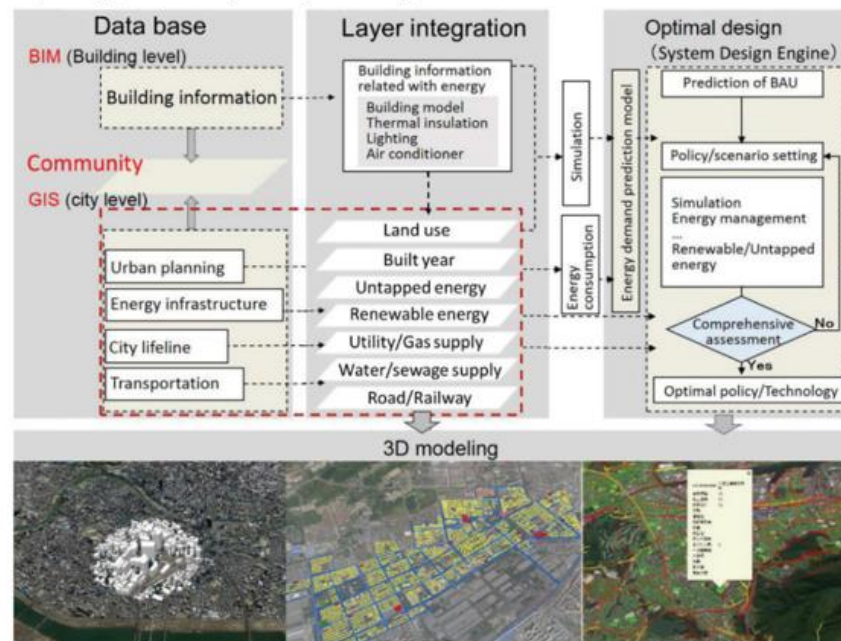 Data base
BIM (Building level)
Building information
Community
GIS (city level)
Urban planning
Energy infrastructure
City lifeline
Transportation
Layer integration
Building information
related with energy
Building model
Thermal insulation
Lighting
Air conditioner
Land use
Built year
Untapped energy
Renewable energy
Utility/Gas supply
Water/sewage supply
Road/Railway
Simulation
Energy
consumption
Energy demand prediction model
Optimal design
(System Design Engine)
Prediction of BAU
Policy/scenario setting
Simulation
Energy management
...
Renewable/Untapped
energy
Comprehensive
assessment
No
Yes
Optimal policy/Technology
3D modeling